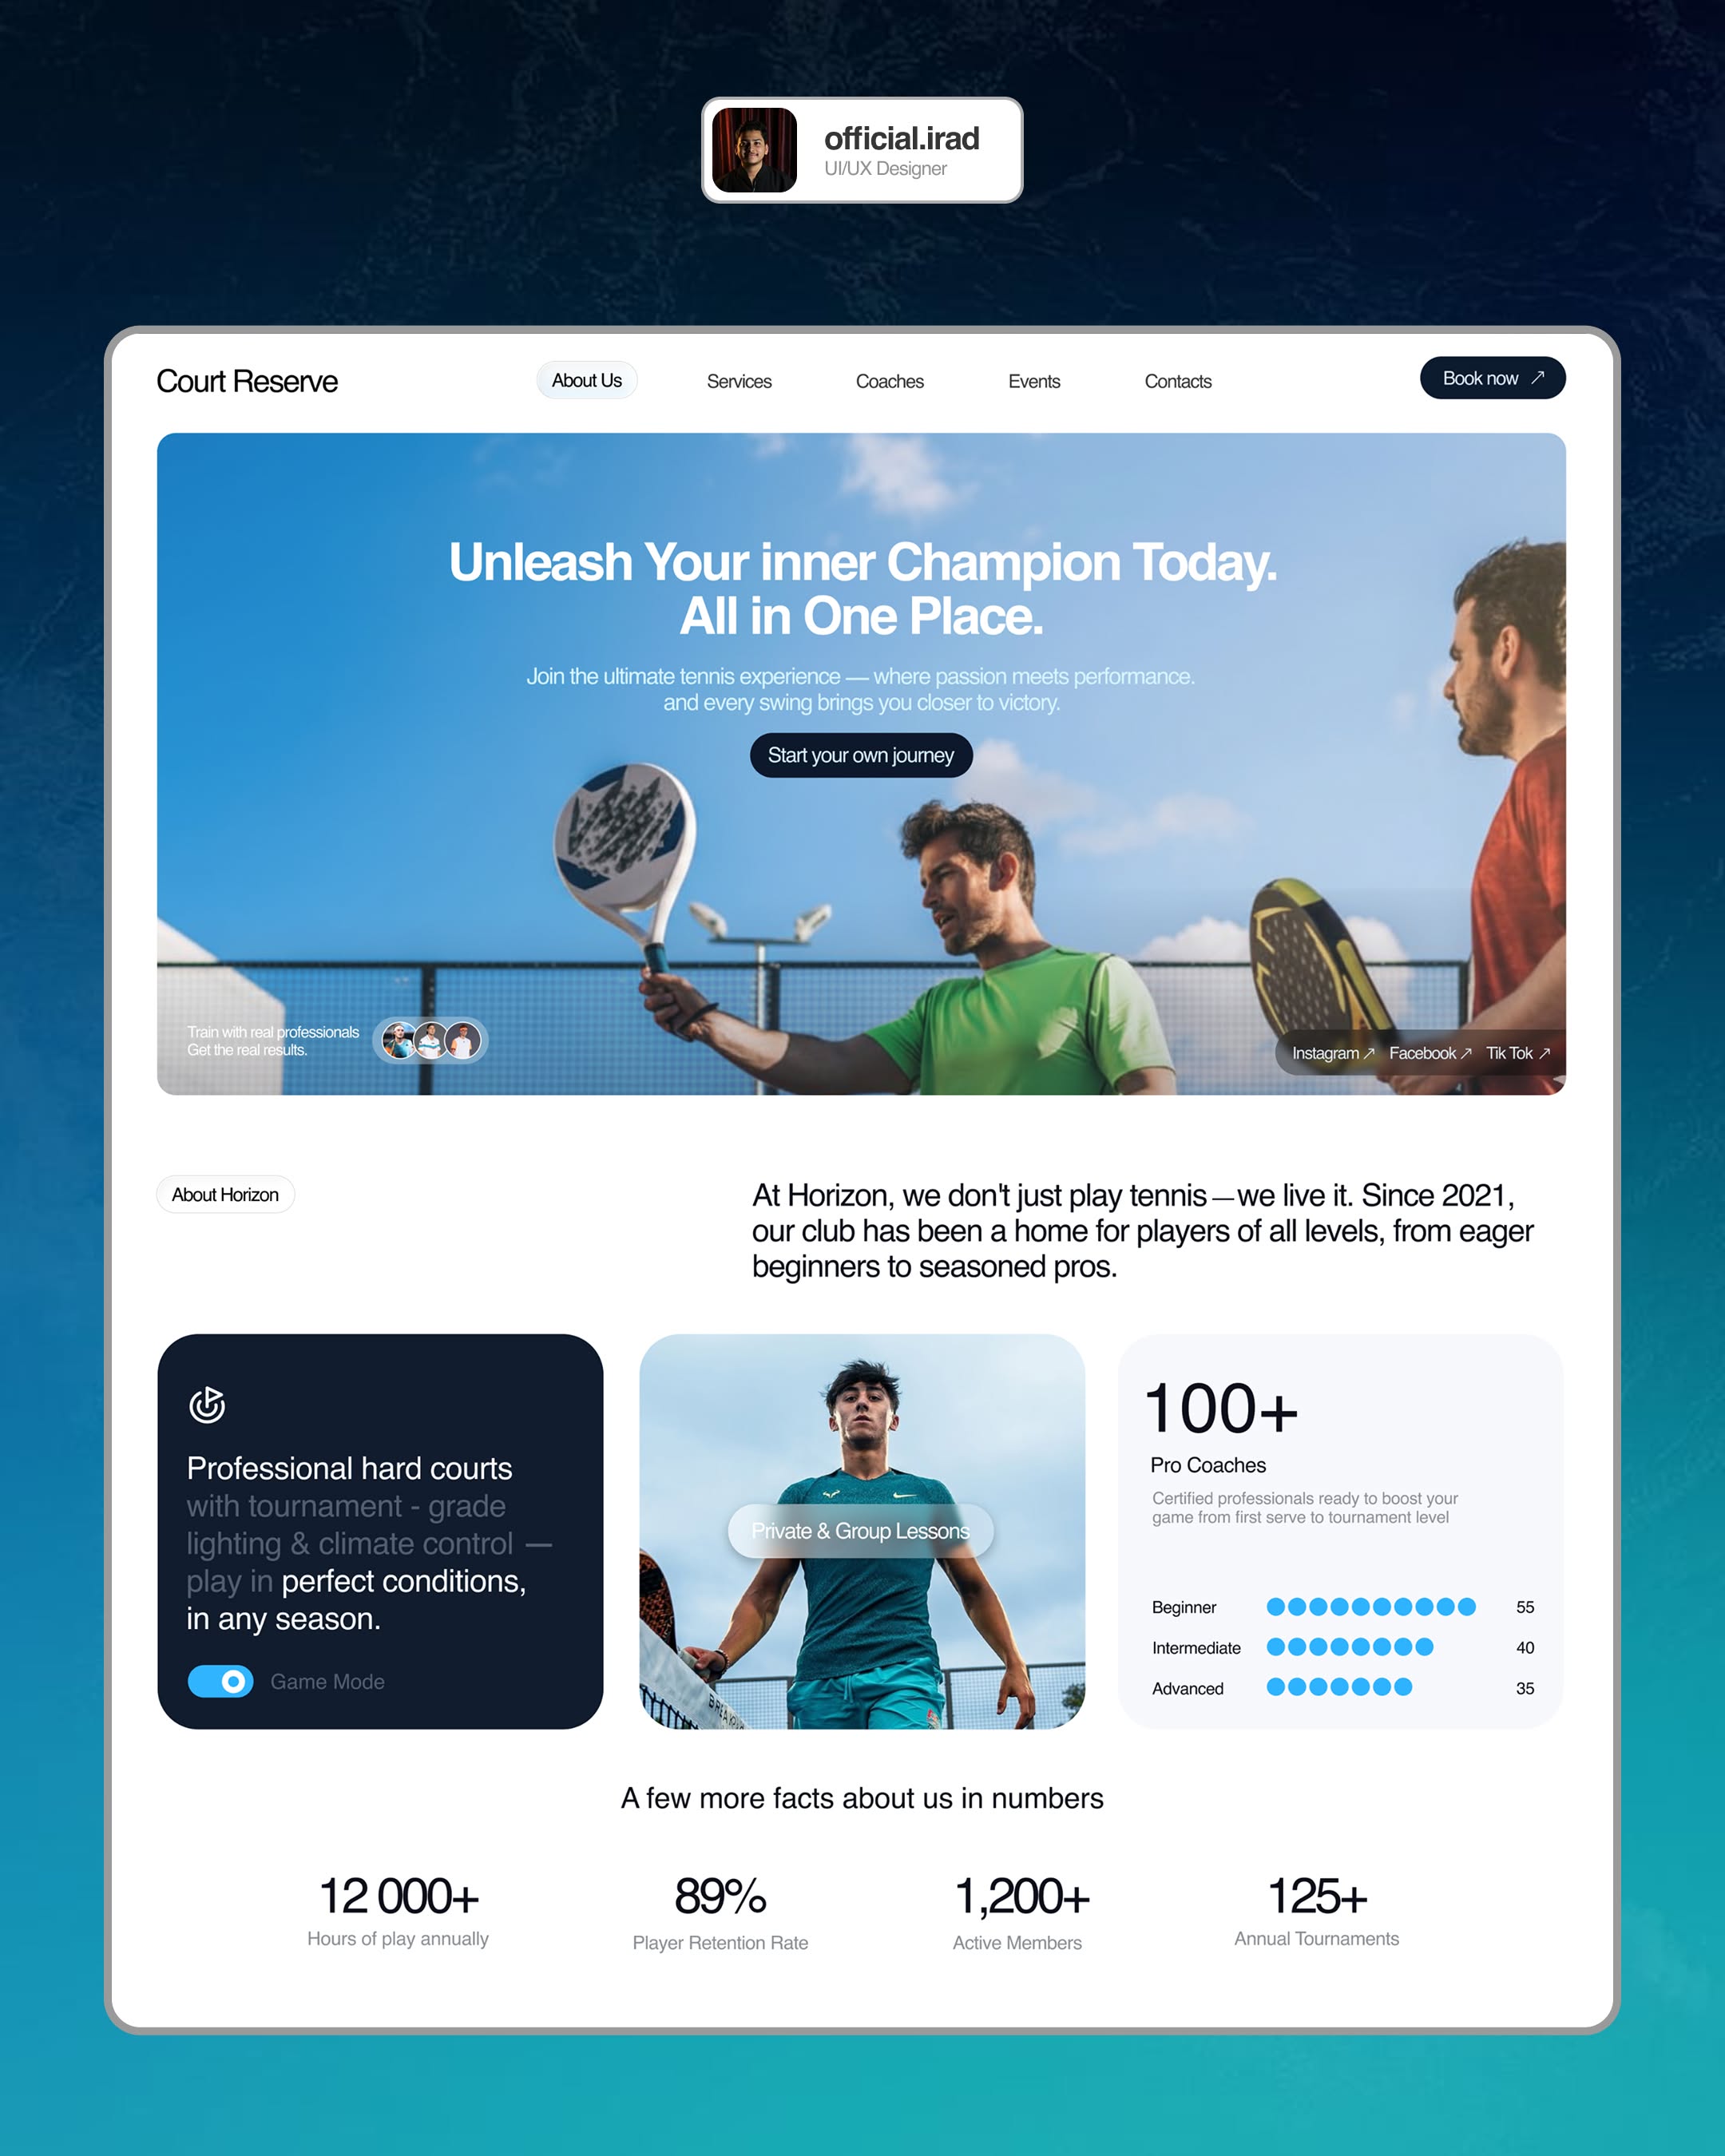 official.irad
UI/UX Designer
Court Reserve
About Us
Services
Coaches
Events
Contacts
Book now
Unleash Your inner Champion Today.
All in One Place.
Join the ultimate tennis experience — where passion meets performance.
and every swing brings you closer to victory.
Start your own journey
Train with real professionals
Get the real results.
Instagram
Facebook
Tik Tok
About Horizon
At Horizon, we don't just play tennis—we live it. Since 2021,
our club has been a home for players of all levels, from eager
beginners to seasoned pros.
Professional hard courts
with tournament - grade
lighting & climate control —
play in perfect conditions,
in any season.
Game Mode
Private & Group Lessons
100+
Pro Coaches
Certified professionals ready to boost your
game from first serve to tournament level
Beginner 55
Intermediate 40
Advanced 35
A few more facts about us in numbers
12 000+
Hours of play annually
89%
Player Retention Rate
1,200+
Active Members
125+
Annual Tournaments